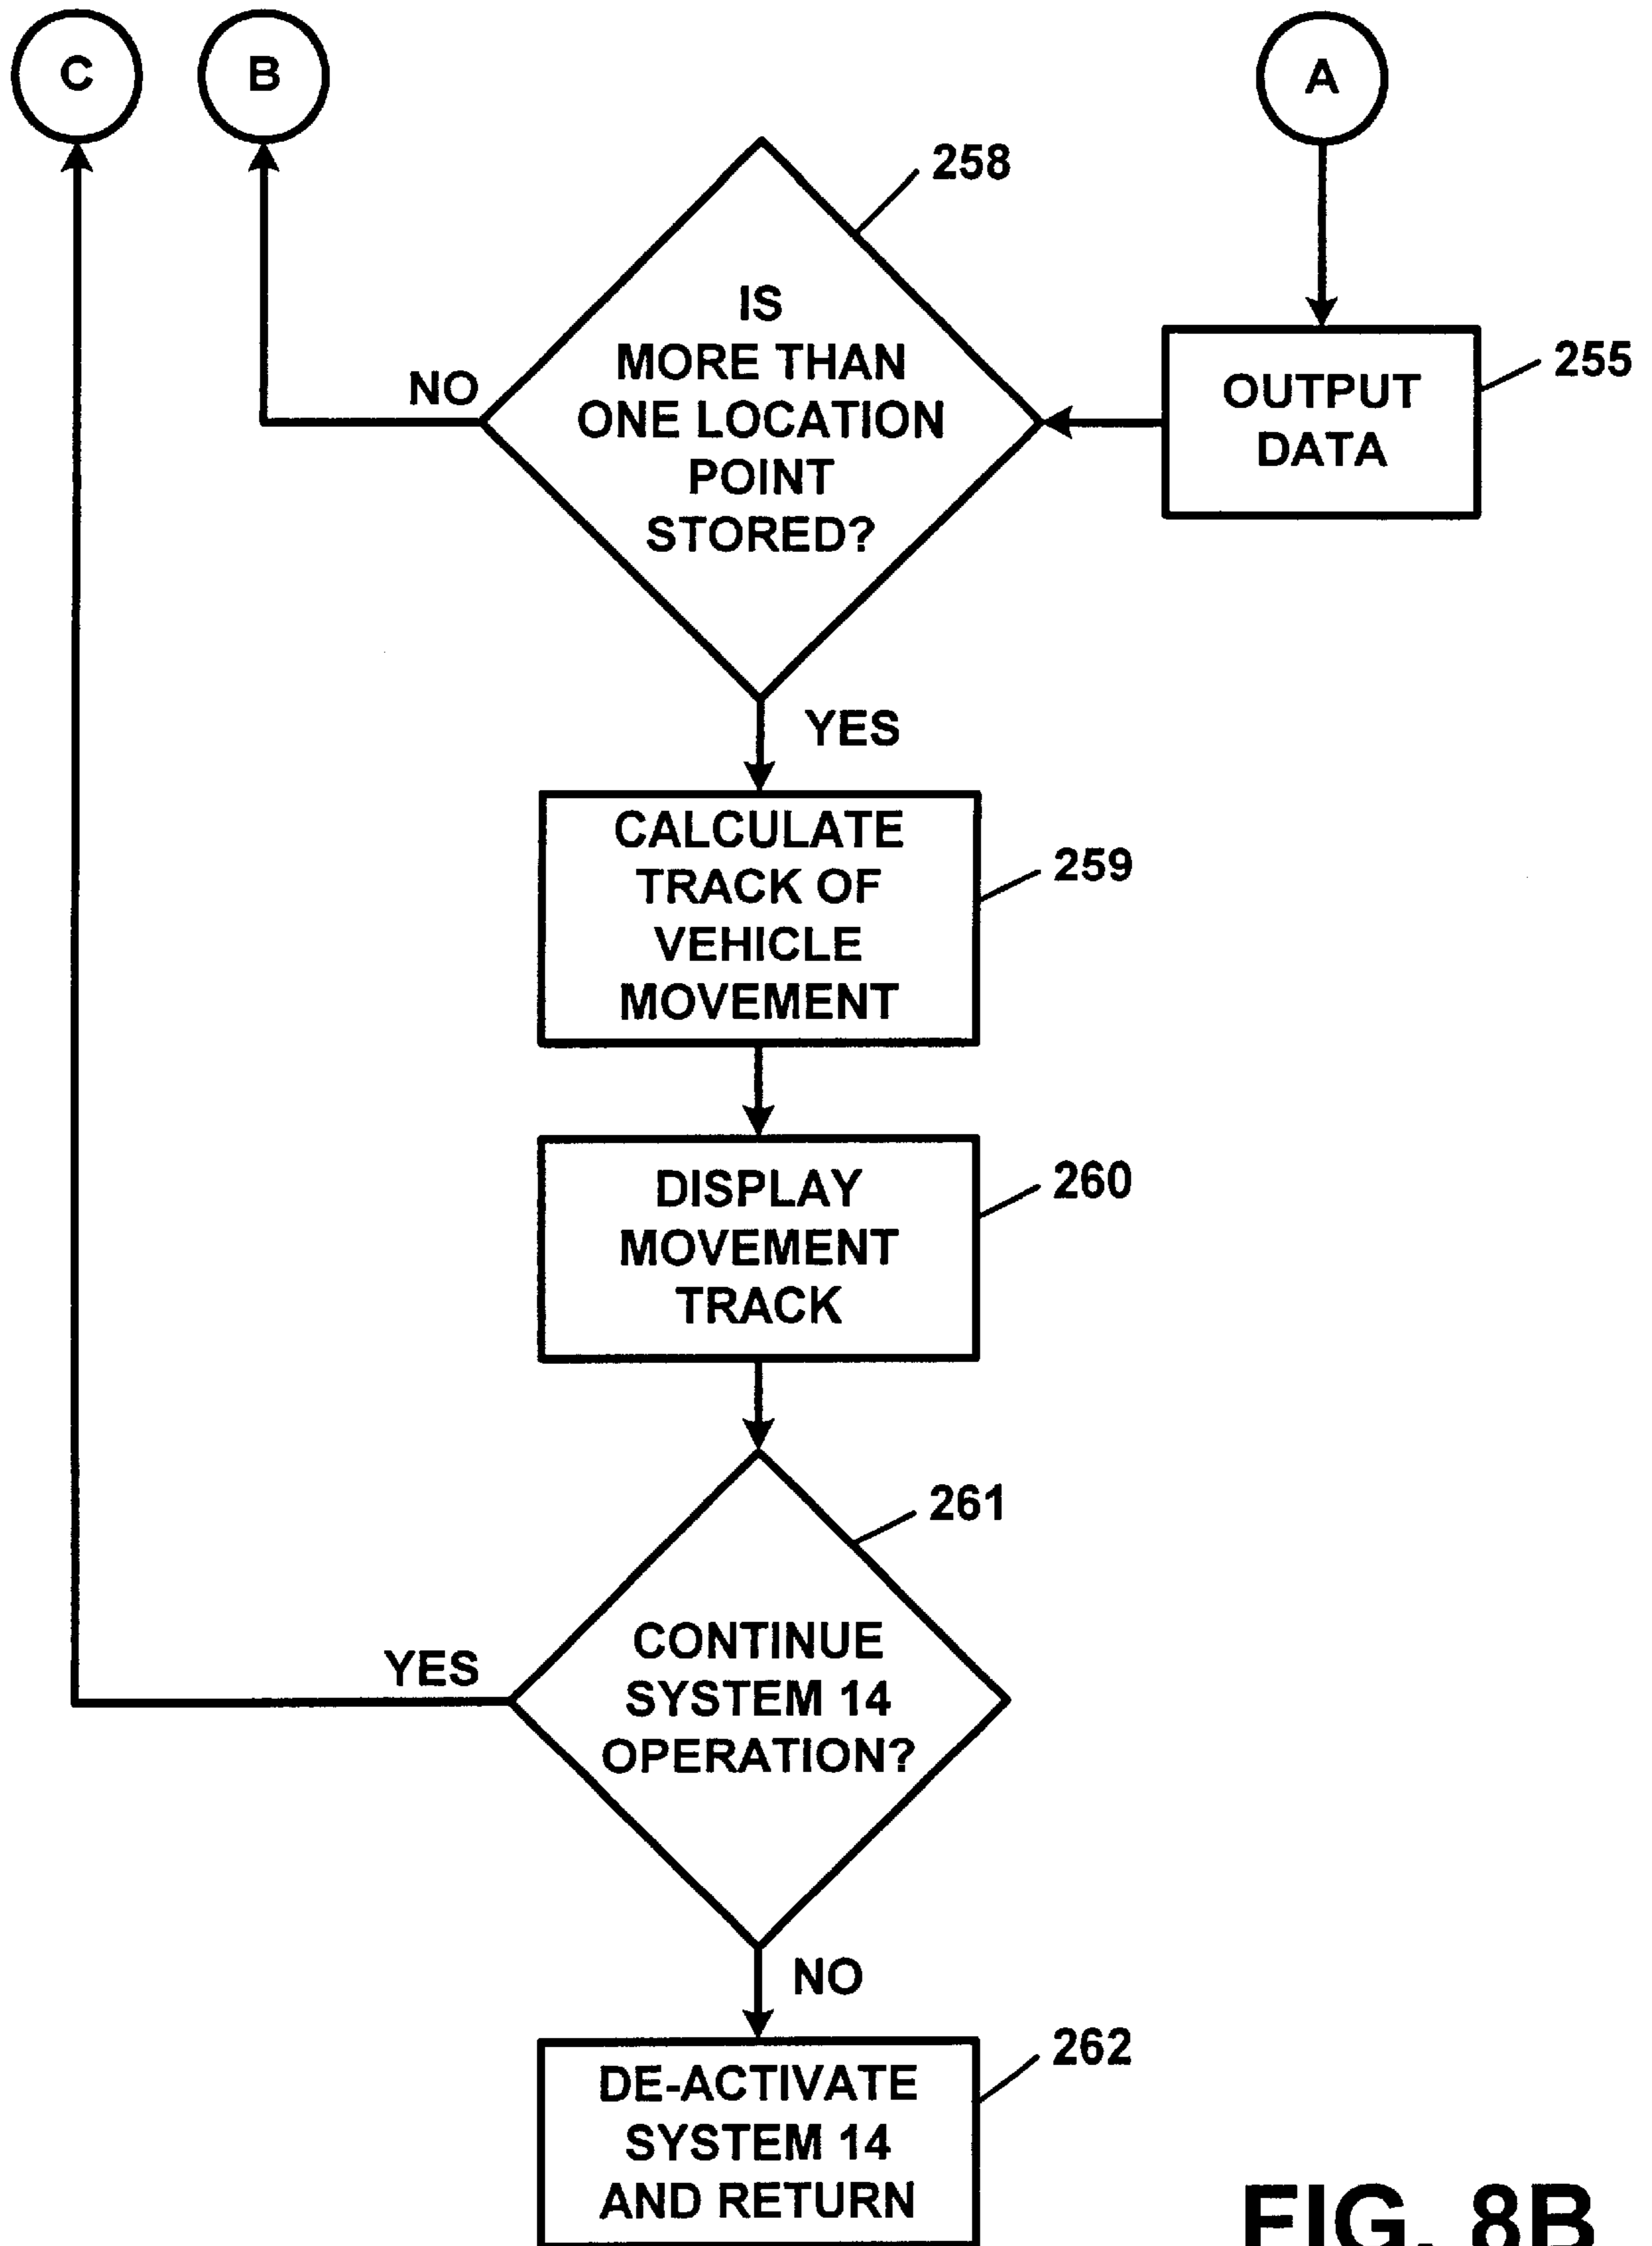 C
B
A
258
IS
MORE THAN
ONE LOCATION
POINT
STORED?
NO
OUTPUT
DATA
255
YES
CALCULATE
TRACK OF
VEHICLE
MOVEMENT
259
DISPLAY
MOVEMENT
TRACK
260
261
CONTINUE
SYSTEM 14
OPERATION?
YES
NO
DE-ACTIVATE
SYSTEM 14
AND RETURN
262
FIG. 8B